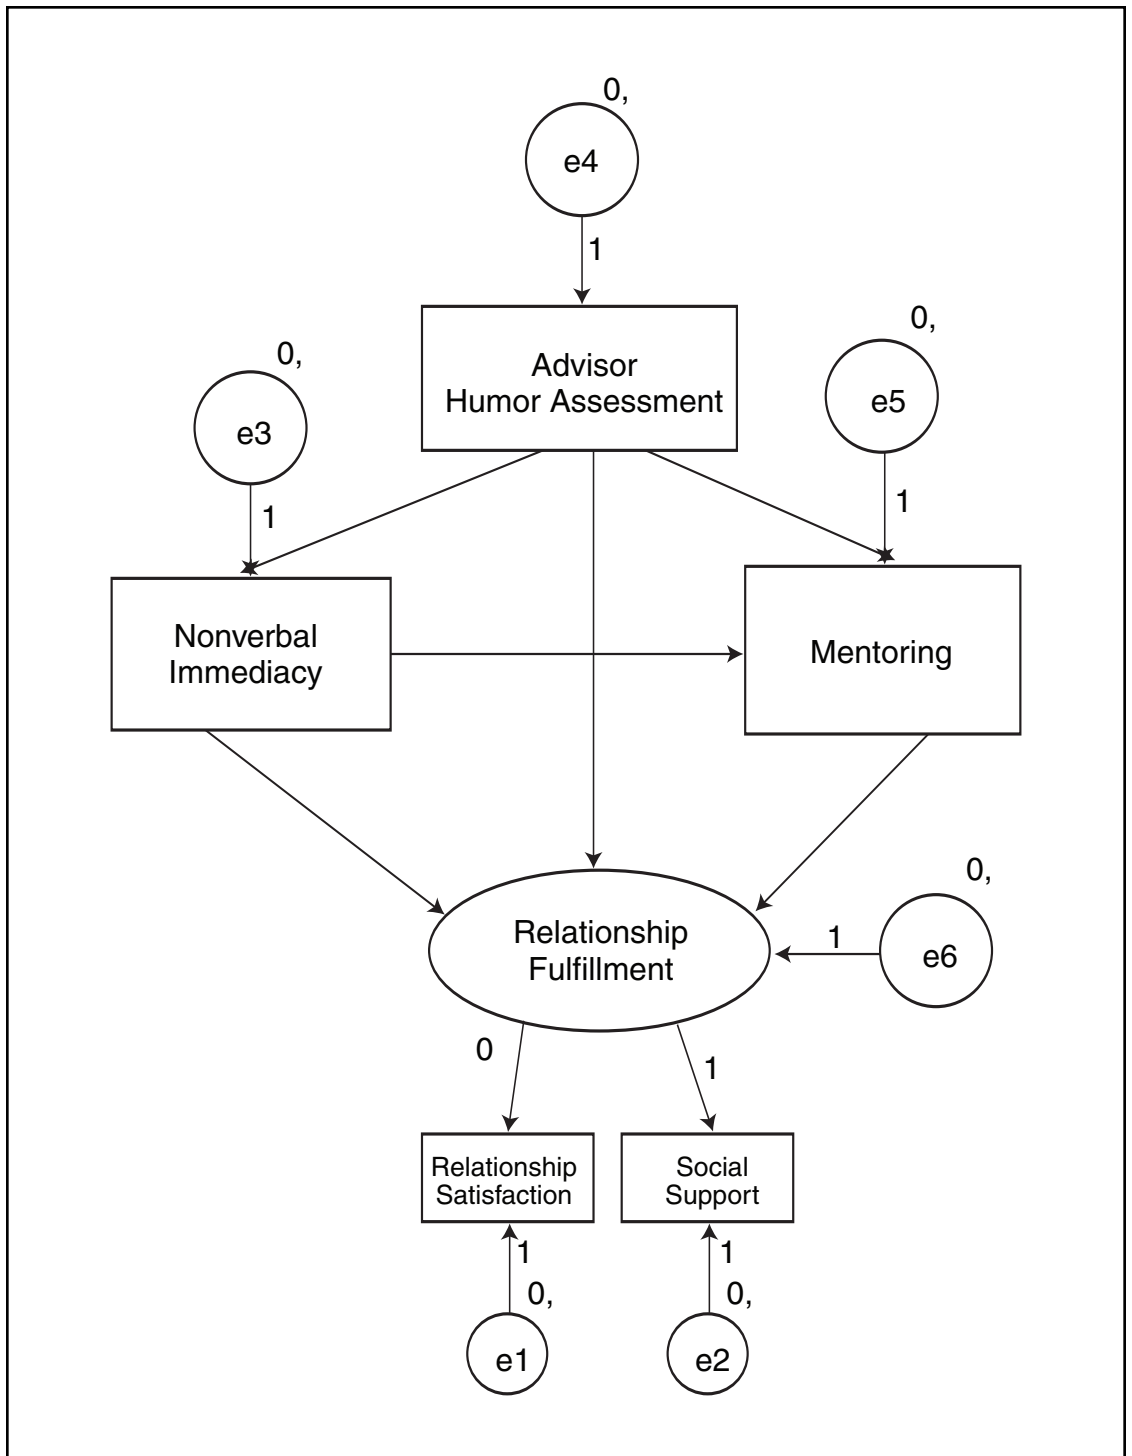 0,
e4
1
Advisor
Humor Assessment
0,
e5
1
0,
e3
1
Nonverbal
Immediacy
Mentoring
Relationship
Fulfillment
0,
1
e6
0
1
Relationship
Satisfaction
Social
Support
1
0,
e1
1
0,
e2